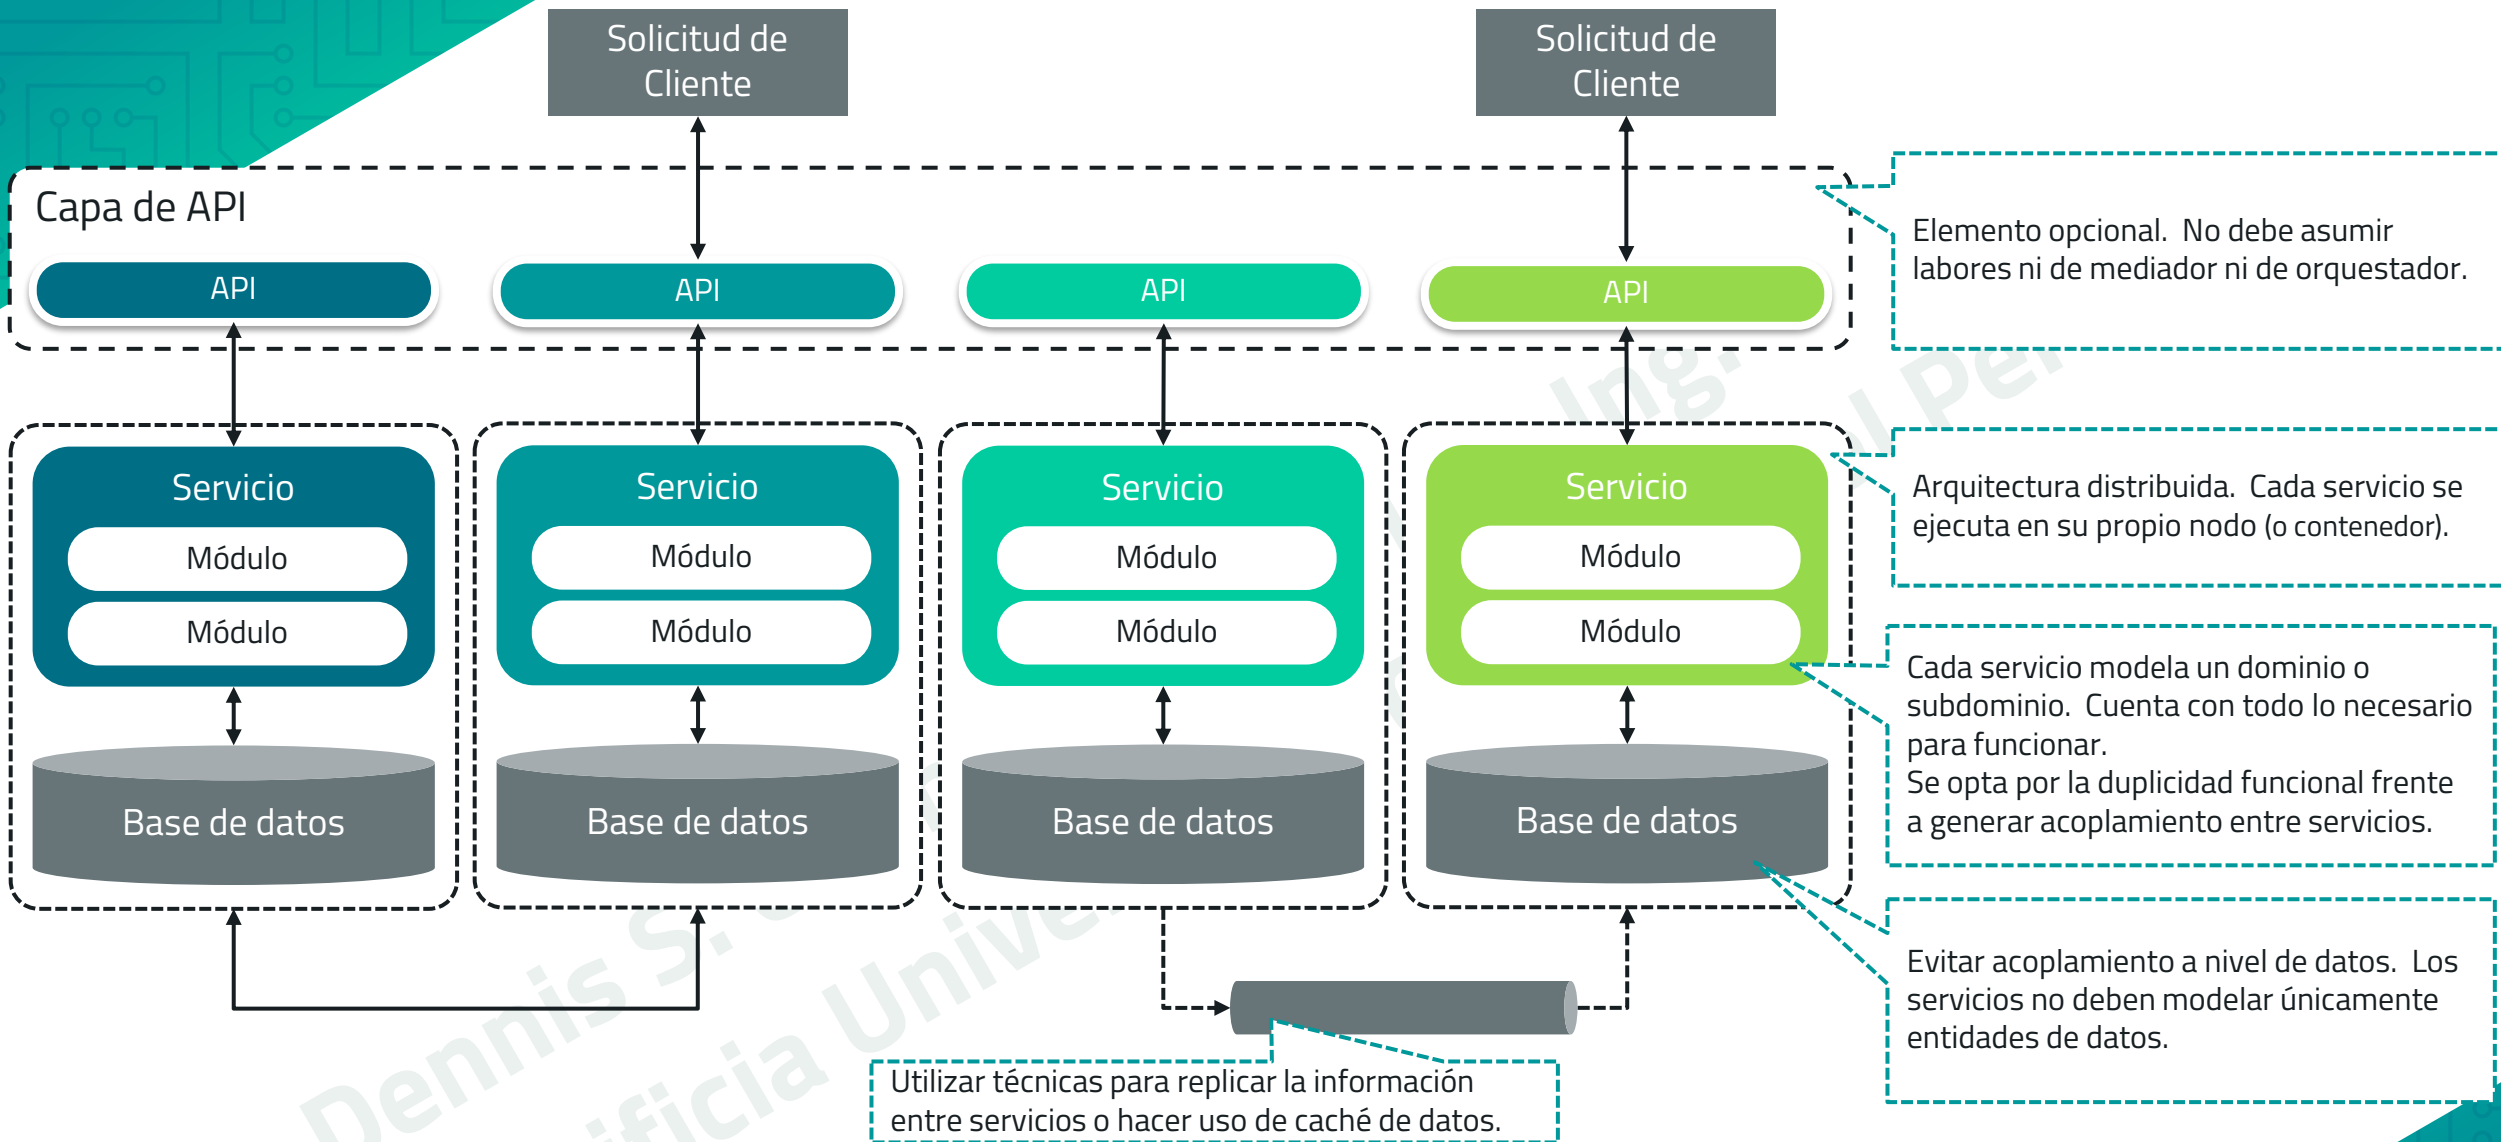 Solicitud de
Cliente
Solicitud de
Cliente
Capa de API
API
API
API
API
Elemento opcional.  No debe asumir
labores ni de mediador ni de orquestador.
Servicio
Módulo
Módulo
Base de datos
Servicio
Módulo
Módulo
Base de datos
Servicio
Módulo
Módulo
Base de datos
Servicio
Módulo
Módulo
Base de datos
Arquitectura distribuida.  Cada servicio se
ejecuta en su propio nodo (o contenedor).
Cada servicio modela un dominio o
subdominio.  Cuenta con todo lo necesario
para funcionar.
Se opta por la duplicidad funcional frente
a generar acoplamiento entre servicios.
Evitar acoplamiento a nivel de datos.  Los
servicios no deben modelar únicamente
entidades de datos.
Utilizar técnicas para replicar la información
entre servicios o hacer uso de caché de datos.
Ing.
Dennis S.